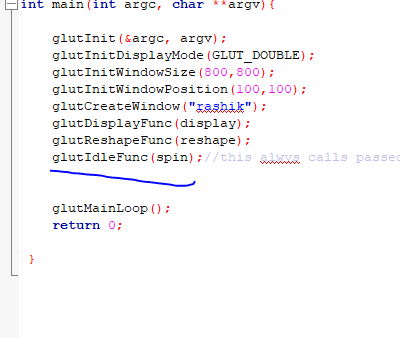 int main(int argc, char **argv){
glutInit(&argc, argv);
glutInitDisplayMode(GLUT_DOUBLE);
glutInitWindowSize(800,800);
glutInitWindowPosition(100,100);
glutCreateWindow("rashik");
glutDisplayFunc(display);
glutReshapeFunc(reshape);
glutIdleFunc(spin);//this alwys calls passed
glutMainLoop();
return 0;
}